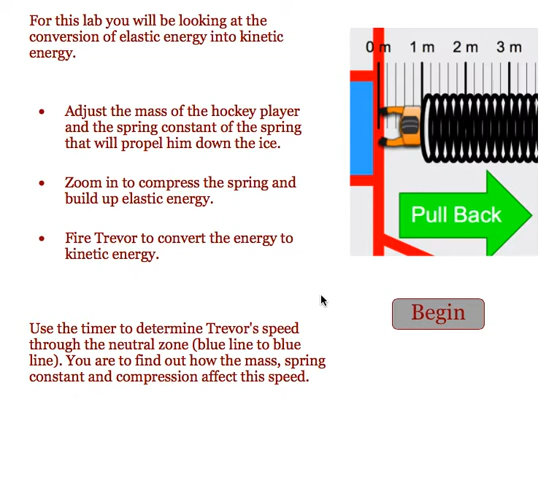 For this lab you will be looking at the
conversion of elastic energy into kinetic
energy.
• Adjust the mass of the hockey player
and the spring constant of the spring
that will propel him down the ice.
• Zoom in to compress the spring and
build up elastic energy.
• Fire Trevor to convert the energy to
kinetic energy.
Use the timer to determine Trevor's speed
through the neutral zone (blue line to blue
line). You are to find out how the mass, spring
constant and compression affect this speed.
0 m 1 m 2 m 3 m
Pull Back
Begin